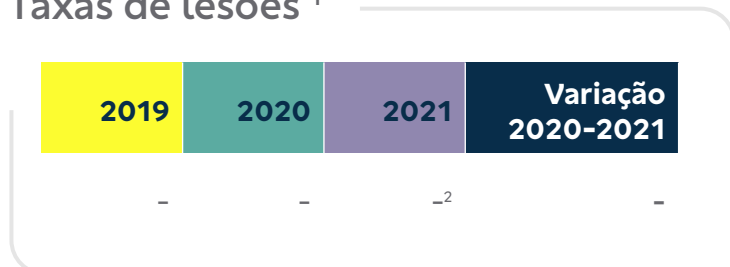 Taxas de lesões ¹
2019 2020 2021 Variação 2020-2021
– – –² -